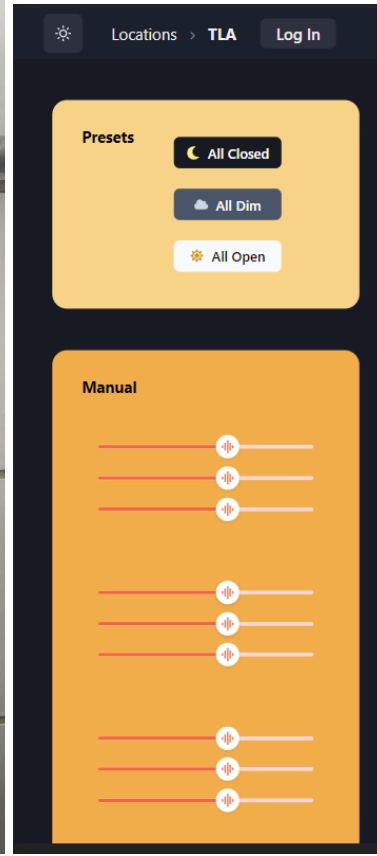 Locations > TLA Log In
Presets
All Closed
All Dim
All Open
Manual